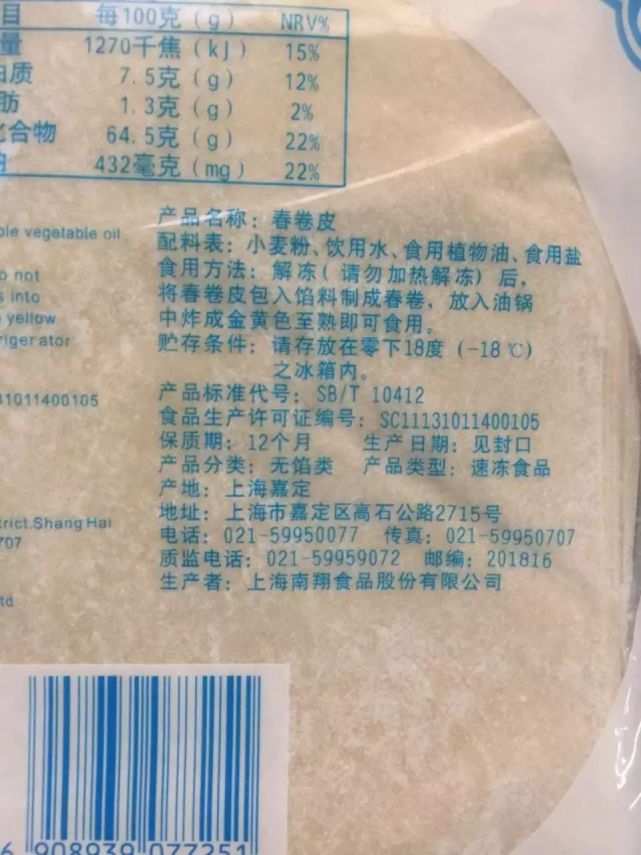 目 每100克（g） NRV%
量 1270千焦（kJ） 15%
白质 7.5克（g） 12%
肪 1.3克（g） 2%
化合物 64.5克（g） 22%
钠 432毫克（mg） 22%
产品名称：春卷皮
ble vegetable oil
配料表：小麦粉、饮用水、食用植物油、食用盐
食用方法：解冻（请勿加热解冻）后，
o not
将春卷皮包入馅料制成春卷，放入油锅
s into
中炸成金黄色至熟即可食用。
yellow
贮存条件：请存放在零下18度（-18℃）
rigerator
之冰箱内。
产品标准代号：SB/T 10412
31011400105
食品生产许可证编号：SC11131011400105
保质期：12个月 生产日期：见封口
产品分类：无馅类 产品类型：速冻食品
产地：上海嘉定
地址：上海市嘉定区高石公路2715号
trict.ShangHai
电话：021-59950077 传真：021-59950707
707
质监电话：021-59959072 邮编：201816
生产者：上海南翔食品股份有限公司
td
6 908939 077251